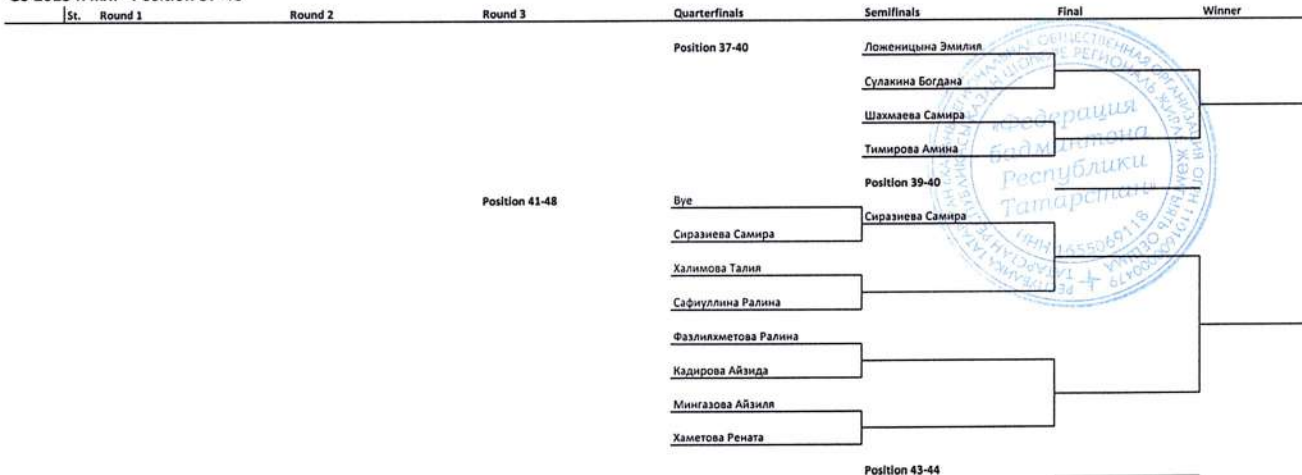 St. Round 1 Round 2 Round 3 Quarterfinals Semifinals Final Winner
Position 37-40 Ложеницына Эмилия
Сулакина Богдана
Шахмаева Самира
Тимирова Амина
Position 39-40
Position 41-48 Bye
Сиразиева Самира
Сиразиева Самира
Халимова Талия
Сафиуллина Ралина
Фазлияхметова Ралина
Кадирова Айзида
Мингазова Айзиля
Хаметова Рената
Position 43-44
«Федерация
бадминтона
Республики
Татарстан»
ИНН 1655069118